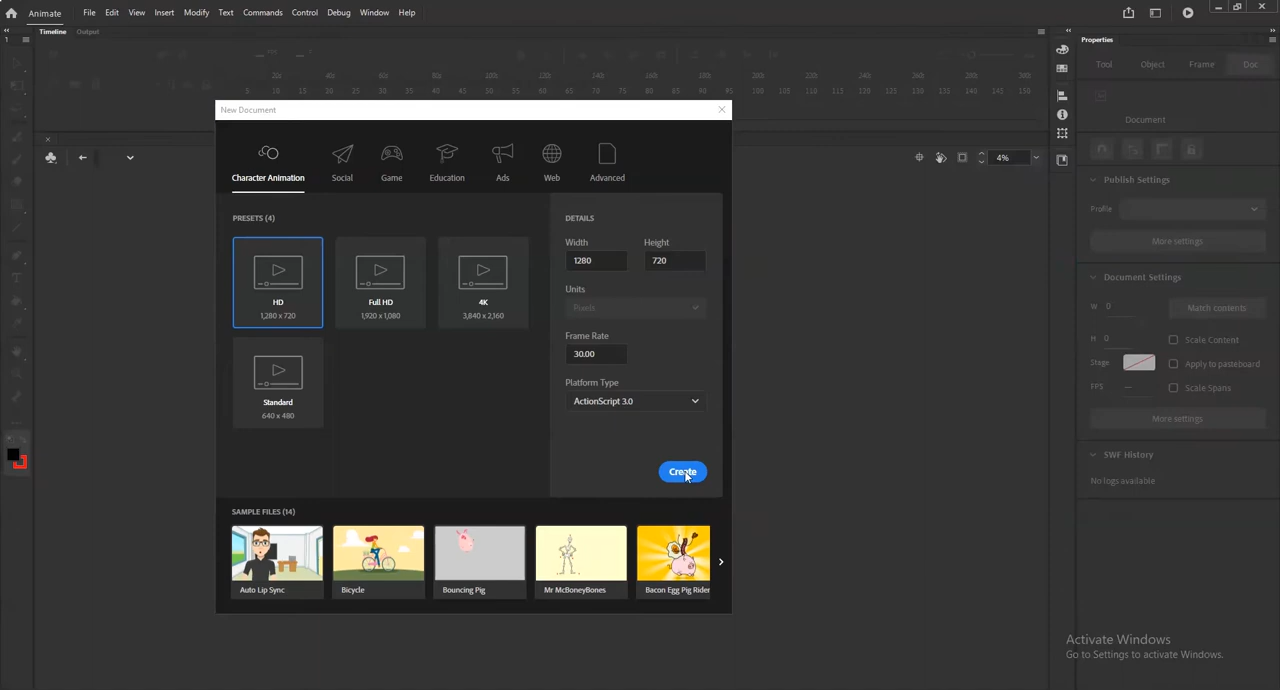 Animate File Edit View Insert Modify Text Commands Control Debug Window Help
Timeline Output
1
Properties
Tool Object Frame Doc
New Document
4%
Document
Character Animation Social Game Education Ads Web Advanced
PRESETS (4)
HD
1,280 x 720
Full HD
1,920 x 1,080
4K
3,840 x 2,160
Standard
640 x 480
DETAILS
Width Height
1280 720
Units
Pixels
Frame Rate
30.00
Platform Type
ActionScript 3.0
Create
SAMPLE FILES (14)
Auto Lip Sync Bicycle Bouncing Pig Mr McBoneyBones Bacon Egg Pig Rider
Publish Settings
Profile
More settings
Document Settings
W 0 Match contents
H 0 Scale Content
Stage Apply to pasteboard
FPS Scale Spans
More settings
SWF History
No logs available
Activate Windows
Go to Settings to activate Windows.